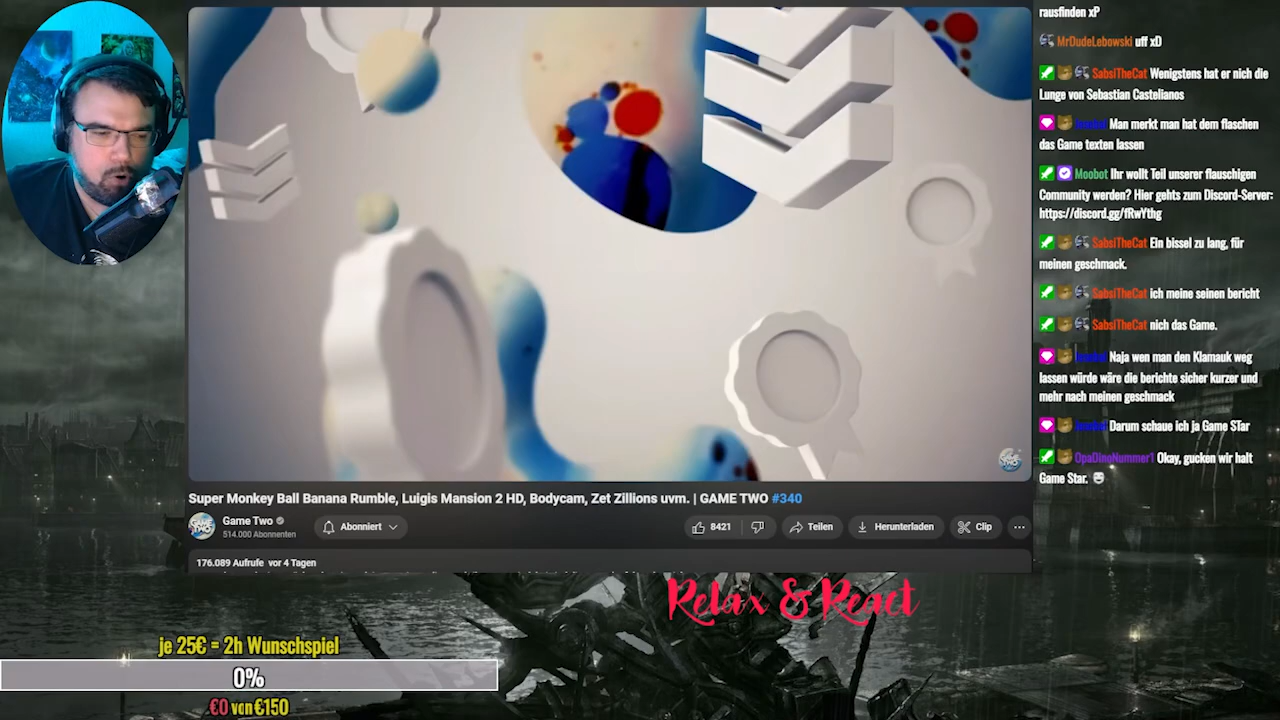 rausfinden xP
MrDudeLebowski uff xD
SabsiTheCat Wenigstens hat er nich die
Lunge von Sebastian Castelianos
Man merkt man hat dem flaschen
das Game texten lassen
Moobot Ihr wollt Teil unserer flauschigen
Community werden? Hier gehts zum Discord-Server:
https://discord.gg/fRwYthg
SabsiTheCat Ein bissel zu lang, für
meinen geschmack.
SabsiTheCat ich meine seinen bericht
SabsiTheCat nich das Game.
Naja wen man den Klamauk weg
lassen würde wäre die berichte sicher kurzer und
mehr nach meinen geschmack
Darum schaue ich ja Game STar
OpaDinoNummer1 Okay, gucken wir halt
Game Star.
GAME TWO
Super Monkey Ball Banana Rumble, Luigis Mansion 2 HD, Bodycam, Zet Zillions uvm. | GAME TWO #340
GAME TWO
Game Two
514.000 Abonnenten
Abonniert
8421
Teilen
Herunterladen
Clip
176.089 Aufrufe vor 4 Tagen
Relax & React
je 25€ = 2h Wunschspiel
0%
€0 von €150